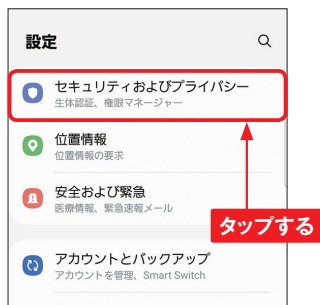 設定
セキュリティおよびプライバシー
生体認証、権限マネージャー
位置情報
位置情報の要求
安全および緊急
医療情報、緊急速報メール
タップする
アカウントとバックアップ
アカウントを管理、Smart Switch